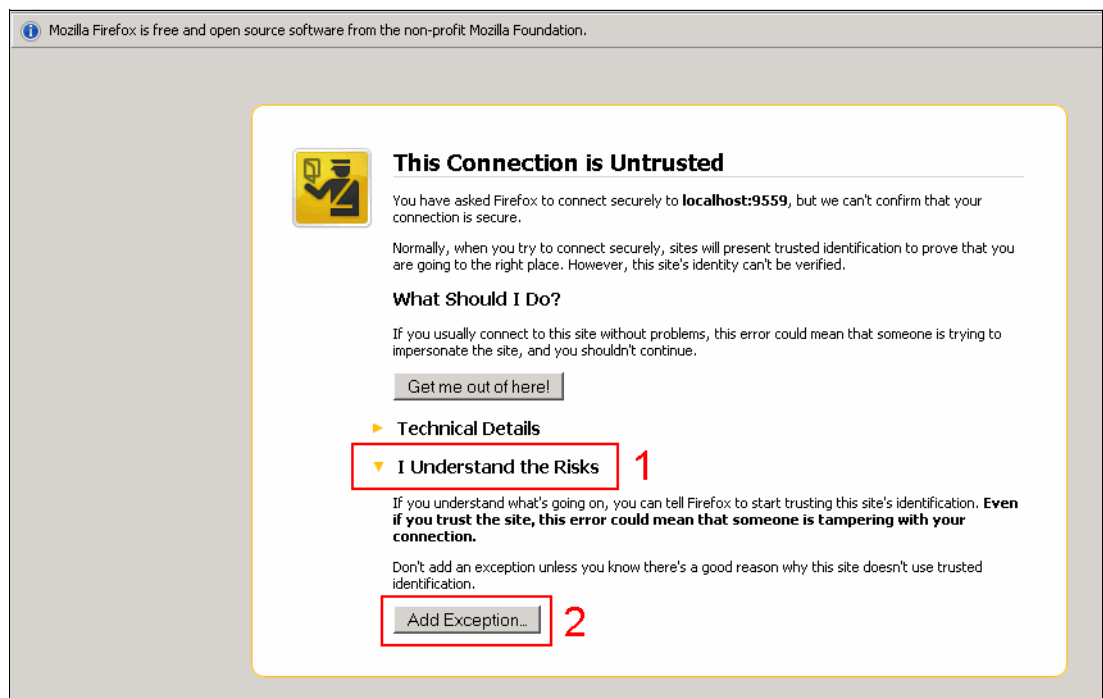 Mozilla Firefox is free and open source software from the non-profit Mozilla Foundation.
This Connection is Untrusted
You have asked Firefox to connect securely to localhost:9559, but we can't confirm that your
connection is secure.
Normally, when you try to connect securely, sites will present trusted identification to prove that you
are going to the right place. However, this site's identity can't be verified.
What Should I Do?
If you usually connect to this site without problems, this error could mean that someone is trying to
impersonate the site, and you shouldn't continue.
Get me out of here!
Technical Details
I Understand the Risks 1
If you understand what's going on, you can tell Firefox to start trusting this site's identification. Even
if you trust the site, this error could mean that someone is tampering with your
connection.
Don't add an exception unless you know there's a good reason why this site doesn't use trusted
identification.
Add Exception... 2